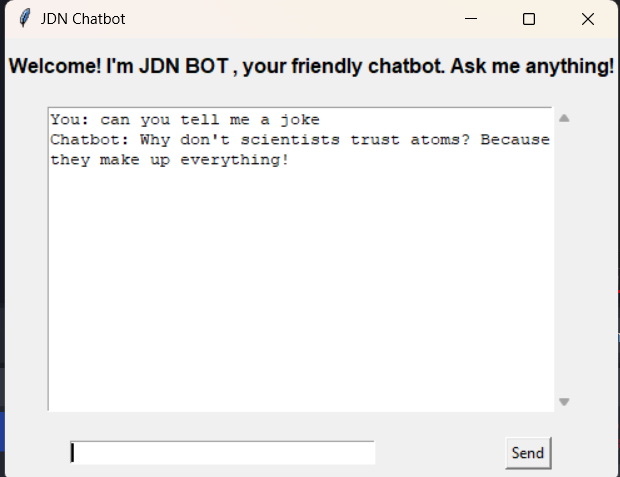 JDN Chatbot
Welcome! I'm JDN BOT , your friendly chatbot. Ask me anything!
You: can you tell me a joke
Chatbot: Why don't scientists trust atoms? Because
they make up everything!
Send